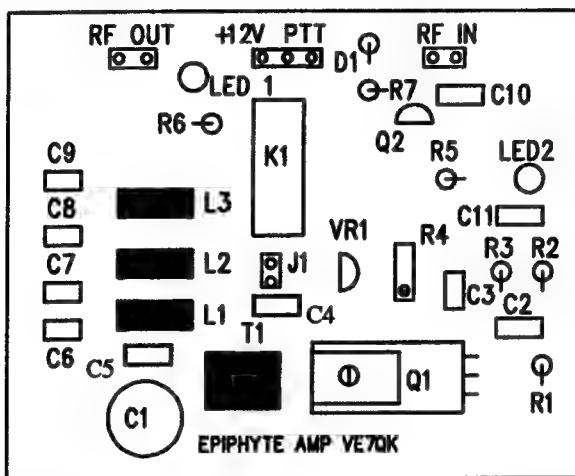 RF OUT
+12V PTT
RF IN
D1
LED 1
R7
C10
R6
Q2
K1
C9
R5
LED2
C8
L3
C11
VR1
R4
R3
R2
C7
L2
J1
C3
C2
L1
C4
C6
T1
C5
Q1
R1
C1
EPIPHYTE AMP VE7QK